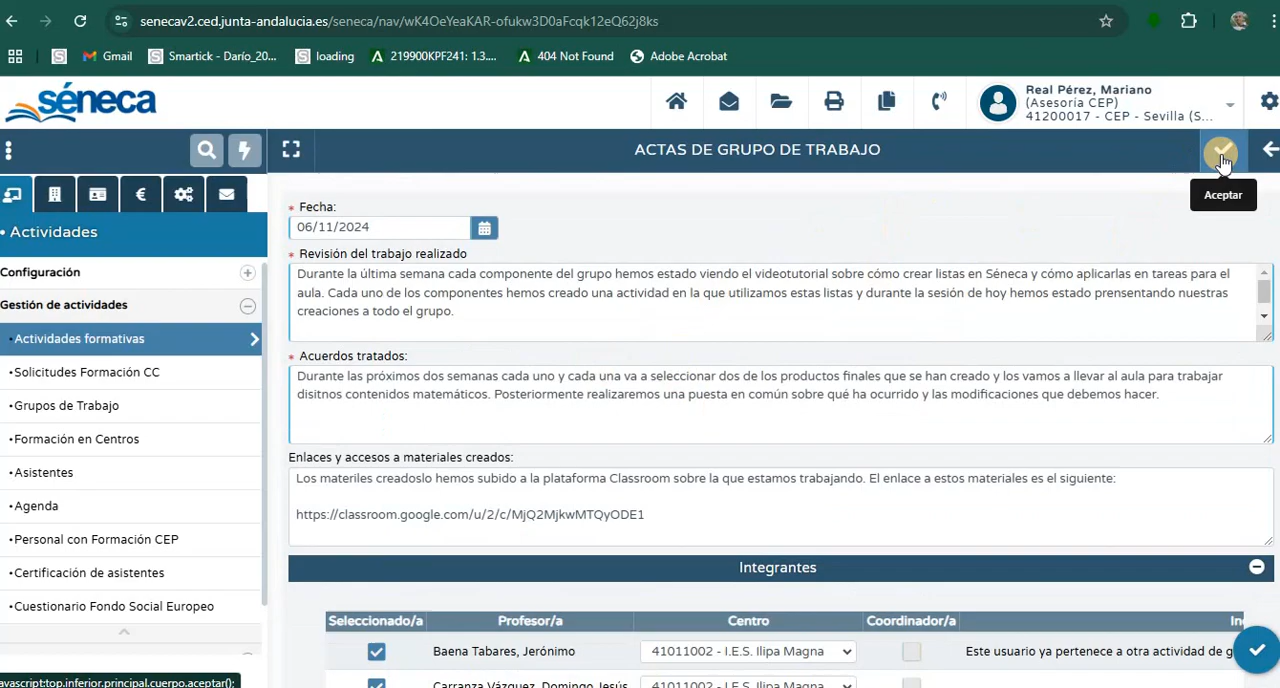 senecav2.ced.junta-andalucia.es/seneca/nav/wK4OeYeaKAR-ofukw3D0aFcqk12eQ62j8ks
Gmail
Smartick - Darío_20...
loading
219900KPF241: 1.3....
404 Not Found
Adobe Acrobat
séneca
Real Pérez, Mariano
(Asesoría CEP)
41200017 - CEP - Sevilla (S...
ACTAS DE GRUPO DE TRABAJO
Aceptar
• Actividades
Configuración
Gestión de actividades
•Actividades formativas
•Solicitudes Formación CC
•Grupos de Trabajo
•Formación en Centros
•Asistentes
•Agenda
•Personal con Formación CEP
•Certificación de asistentes
•Cuestionario Fondo Social Europeo
avascript:top.inferior.principal.cuerpo.aceptar();
* Fecha:
06/11/2024
* Revisión del trabajo realizado
Durante la última semana cada componente del grupo hemos estado viendo el videotutorial sobre cómo crear listas en Séneca y cómo aplicarlas en tareas para el
aula. Cada uno de los componentes hemos creado una actividad en la que utilizamos estas listas y durante la sesión de hoy hemos estado prensentando nuestras
creaciones a todo el grupo.
* Acuerdos tratados:
Durante las próximos dos semanas cada uno y cada una va a seleccionar dos de los productos finales que se han creado y los vamos a llevar al aula para trabajar
disitnos contenidos matemáticos. Posteriormente realizaremos una puesta en común sobre qué ha ocurrido y las modificaciones que debemos hacer.
Enlaces y accesos a materiales creados:
Los materiles creadoslo hemos subido a la plataforma Classroom sobre la que estamos trabajando. El enlace a estos materiales es el siguiente:
https://classroom.google.com/u/2/c/MjQ2MjkwMTQyODE1
Integrantes
Seleccionado/a Profesor/a Centro Coordinador/a In
Baena Tabares, Jerónimo 41011002 - I.E.S. Ilipa Magna Este usuario ya pertenece a otra actividad de g
Carranza Vázquez, Domingo Jesús 41011002 - I.E.S. Ilipa Magna